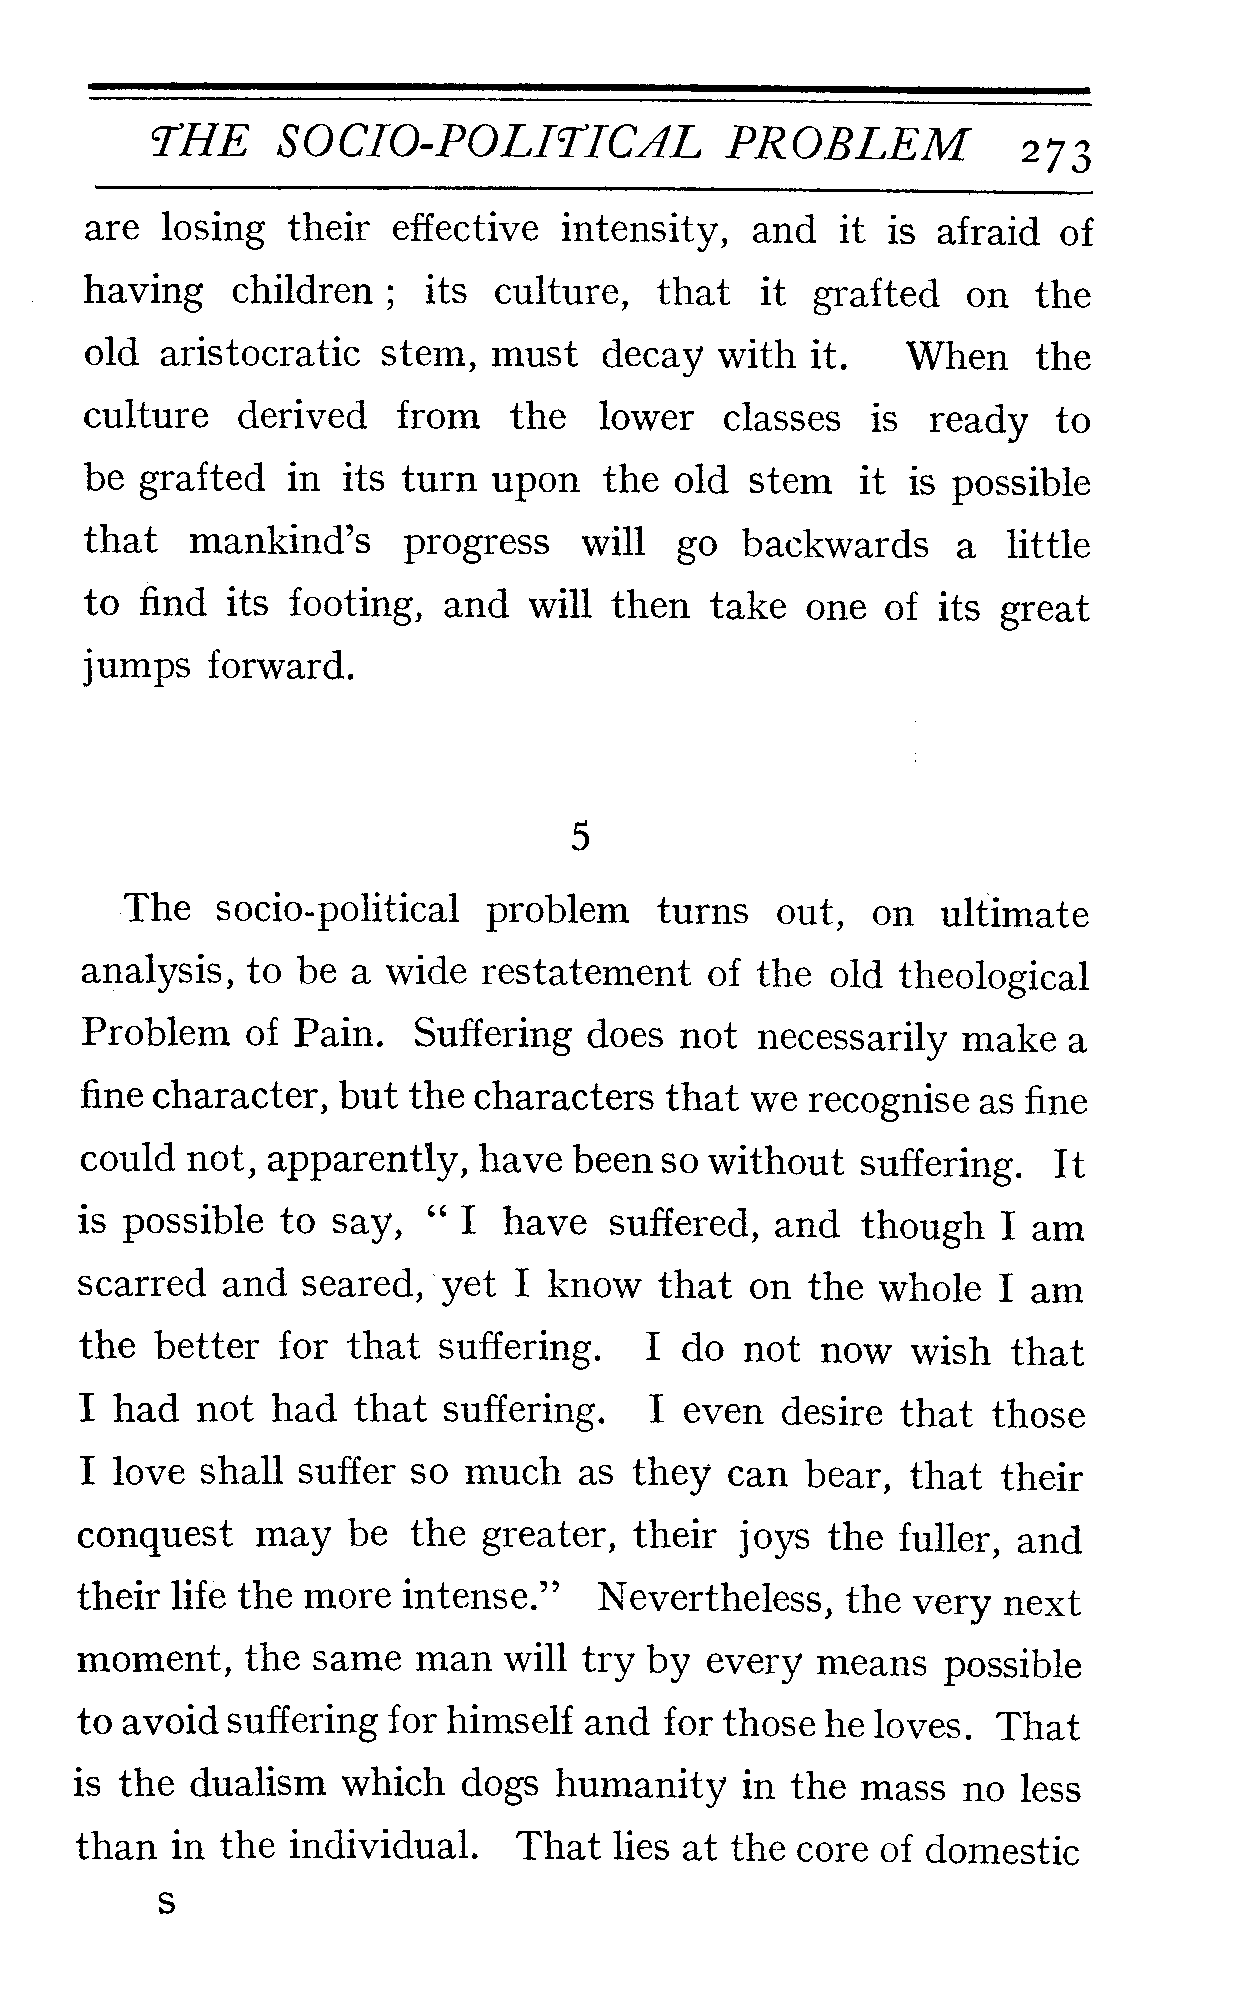 THE SOCIO-POLITICAL PROBLEM 273
are losing their effective intensity, and it is afraid of
having children ; its culture, that it grafted on the
old aristocratic stem, must decay with it. When the
culture derived from the lower classes is ready to
be grafted in its turn upon the old stem it is possible
that mankind's progress will go backwards a little
to find its footing, and will then take one of its great
jumps forward.
5
The socio-political problem turns out, on ultimate
analysis, to be a wide restatement of the old theological
Problem of Pain. Suffering does not necessarily make a
fine character, but the characters that we recognise as fine
could not, apparently, have been so without suffering. It
is possible to say, “ I have suffered, and though I am
scarred and seared, yet I know that on the whole I am
the better for that suffering. I do not now wish that
I had not had that suffering. I even desire that those
I love shall suffer so much as they can bear, that their
conquest may be the greater, their joys the fuller, and
their life the more intense.” Nevertheless, the very next
moment, the same man will try by every means possible
to avoid suffering for himself and for those he loves. That
is the dualism which dogs humanity in the mass no less
than in the individual. That lies at the core of domestic
S